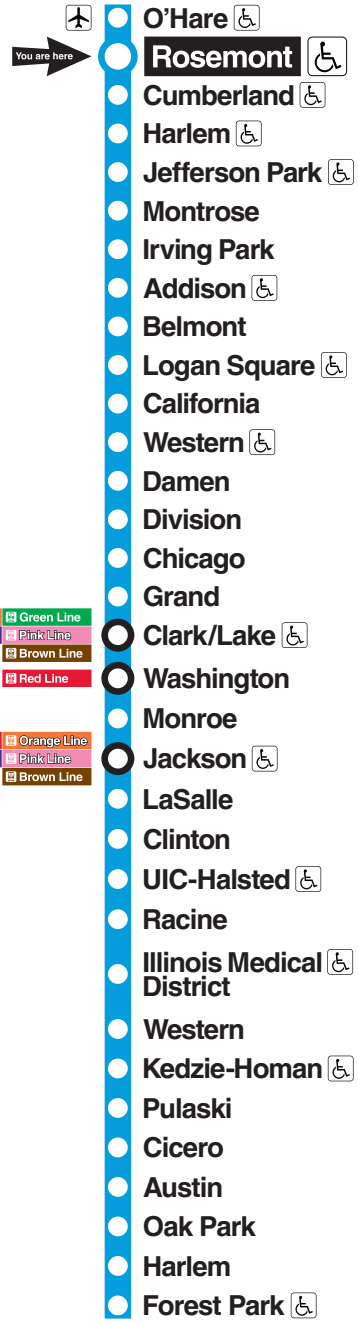 O'Hare
You are here
Rosemont
Cumberland
Harlem
Jefferson Park
Montrose
Irving Park
Addison
Belmont
Logan Square
California
Western
Damen
Division
Chicago
Grand
Green Line
Pink Line
Brown Line
Clark/Lake
Red Line
Washington
Monroe
Orange Line
Pink Line
Brown Line
Jackson
LaSalle
Clinton
UIC-Halsted
Racine
Illinois Medical
District
Western
Kedzie-Homan
Pulaski
Cicero
Austin
Oak Park
Harlem
Forest Park